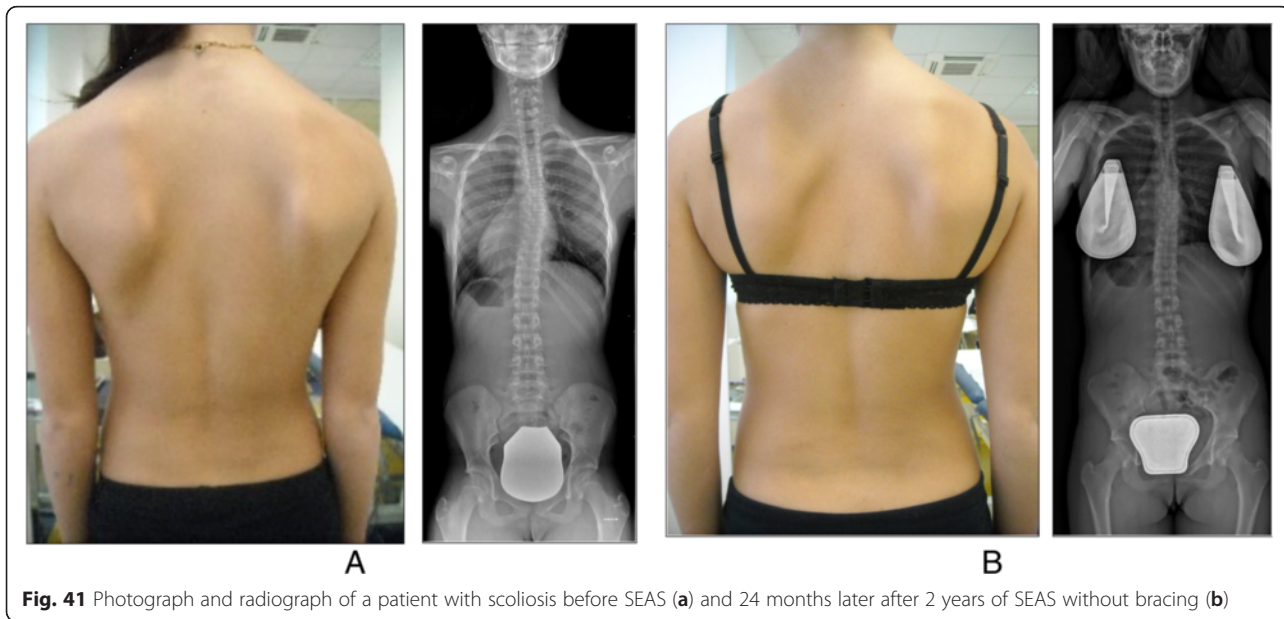 A
B
Fig. 41 Photograph and radiograph of a patient with scoliosis before SEAS (a) and 24 months later after 2 years of SEAS without bracing (b)